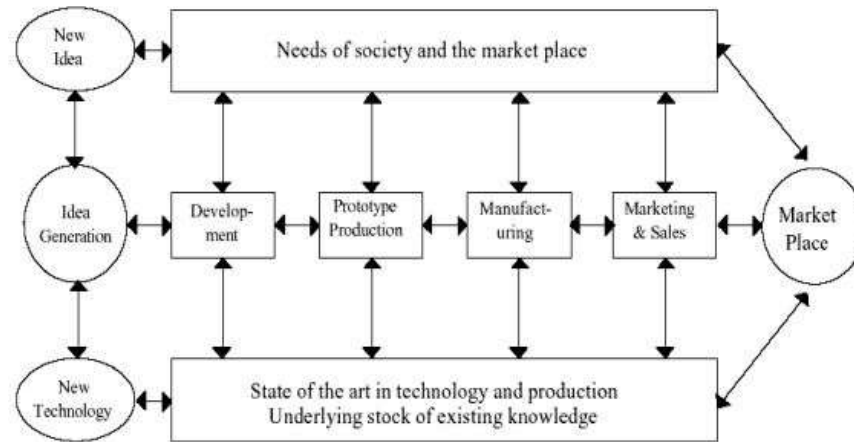 New
Idea
Needs of society and the market place
Idea
Generation
Develop-
ment
Prototype
Production
Manufact-
uring
Marketing
& Sales
Market
Place
New
Technology
State of the art in technology and production
Underlying stock of existing knowledge